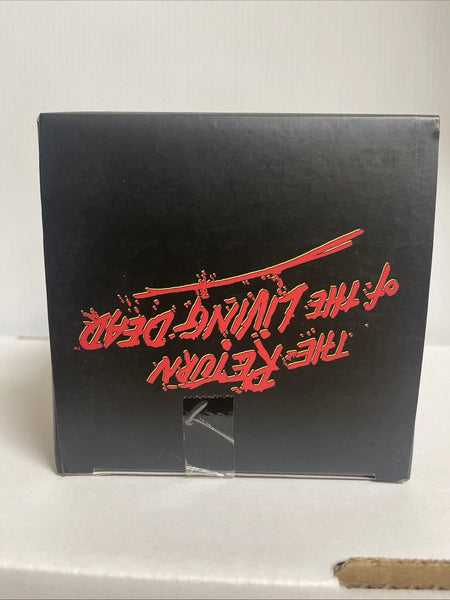 THE RETURN
OF THE LIVING DEAD